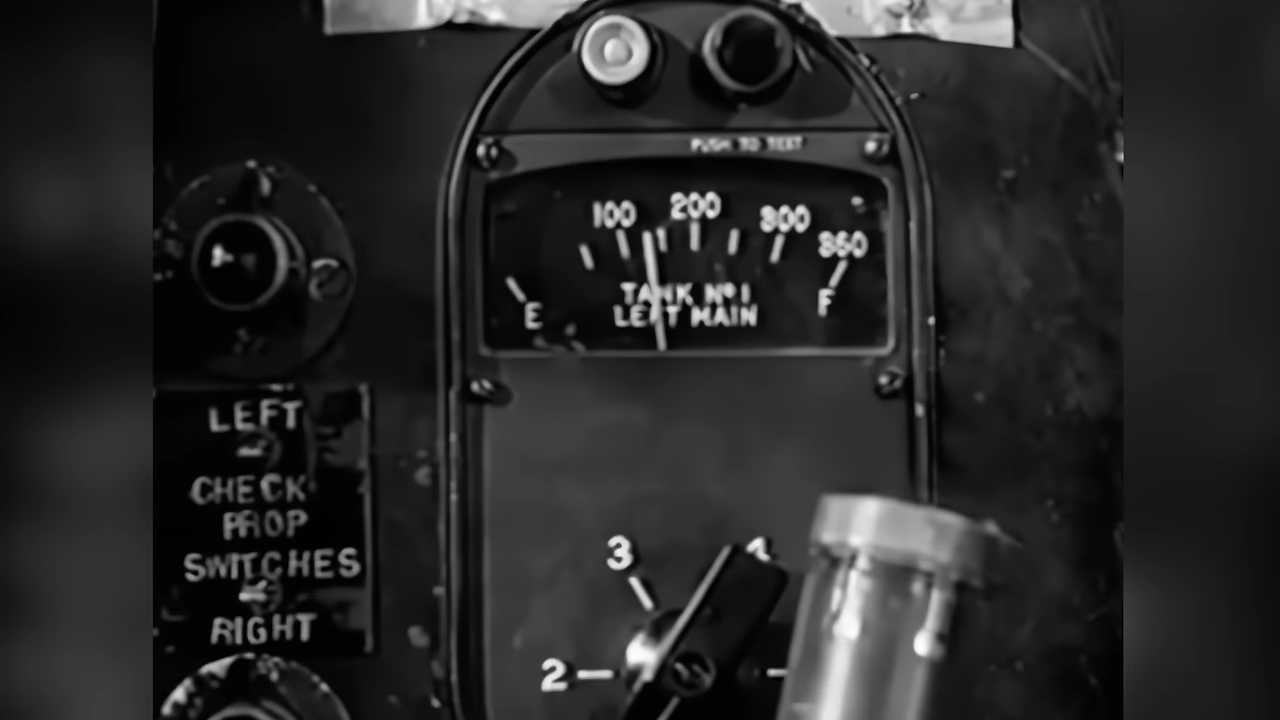 PUSH TO TEST
100 200 300 350
E TANK Nº 1 F
LEFT MAIN
LEFT
CHECK
PROP
SWITCHES
RIGHT
3 4
2